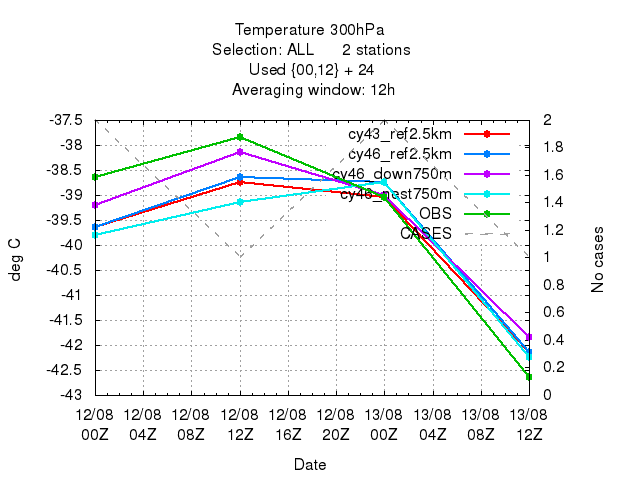 Temperature 300hPa
Selection: ALL 2 stations
Used {00,12} + 24
Averaging window: 12h
-37.5
-38
-38.5
-39
-39.5
-40
-40.5
-41
-41.5
-42
-42.5
-43
deg C
cy43_ref2.5km
cy46_ref2.5km
cy46_down750m
cy46_nest750m
OBS
CASES
2
1.8
1.6
1.4
1.2
1
0.8
0.6
0.4
0.2
0
No cases
12/08 12/08 12/08 12/08 12/08 12/08 13/08 13/08 13/08 13/08
00Z 04Z 08Z 12Z 16Z 20Z 00Z 04Z 08Z 12Z
Date